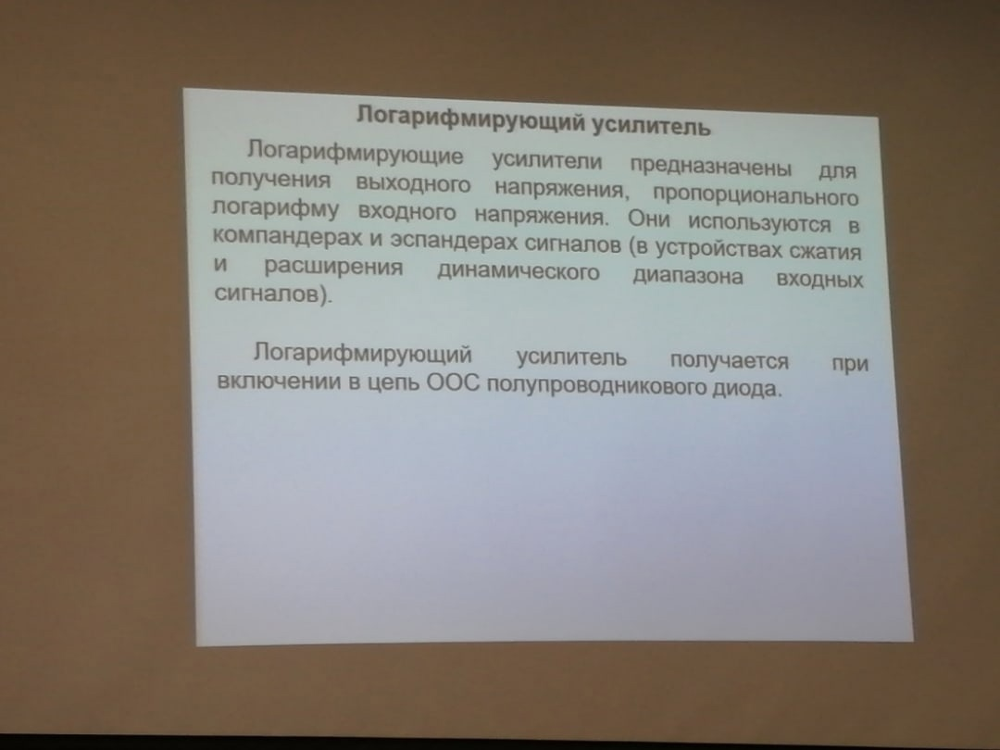 Логарифмирующий усилитель
Логарифмирующие усилители предназначены для
получения выходного напряжения, пропорционального
логарифму входного напряжения. Они используются в
компандерах и эспандерах сигналов (в устройствах сжатия
и расширения динамического диапазона входных
сигналов).
Логарифмирующий усилитель получается при
включении в цепь ООС полупроводникового диода.